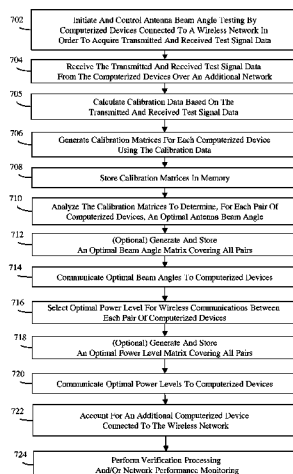 702
Initiate And Control Antenna Beam Angle Testing By
Computerized Devices Connected To A Wireless Network In
Order To Acquire Transmitted And Received Test Signal Data
704
Receive The Transmitted And Received Test Signal Data
From The Computerized Devices Over An Additional Network
705
Calculate Calibration Data Based On The
Transmitted And Received Test Signal Data
706
Generate Calibration Matrices For Each Computerized Device
Using The Calibration Data
708
Store Calibration Matrices In Memory
710
Analyze The Calibration Matrices To Determine, For Each Pair Of
Computerized Devices, An Optimal Antenna Beam Angle
712
(Optional) Generate And Store
An Optimal Beam Angle Matrix Covering All Pairs
714
Communicate Optimal Beam Angles To Computerized Devices
716
Select Optimal Power Level For Wireless Communications Between
Each Pair Of Computerized Devices
718
(Optional) Generate And Store
An Optimal Power Level Matrix Covering All Pairs
720
Communicate Optimal Power Levels To Computerized Devices
722
Account For An Additional Computerized Device
Connected To The Wireless Network
724
Perform Verification Processing
And/Or Network Performance Monitoring